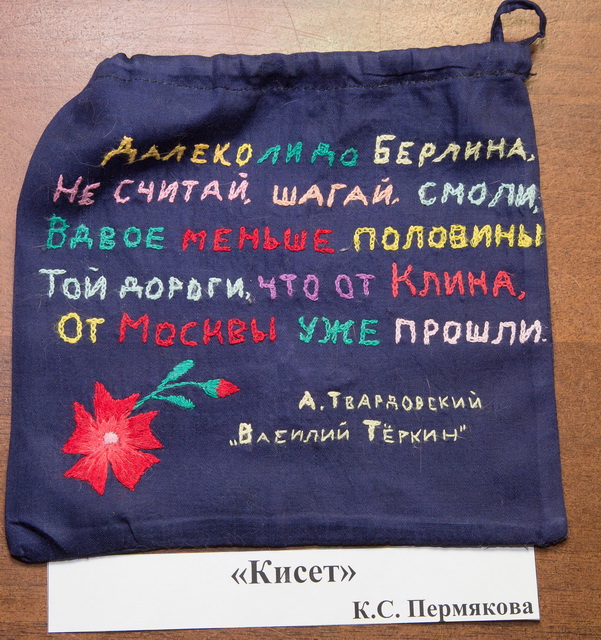 Далеко ли до Берлина,
Не считай, шагай, смоли,
Вдвое меньше половины
Той дороги, что от Клина,
От Москвы уже прошли.
А. Твардовский
„Василий Тёркин"
«Кисет»
К.С. Пермякова